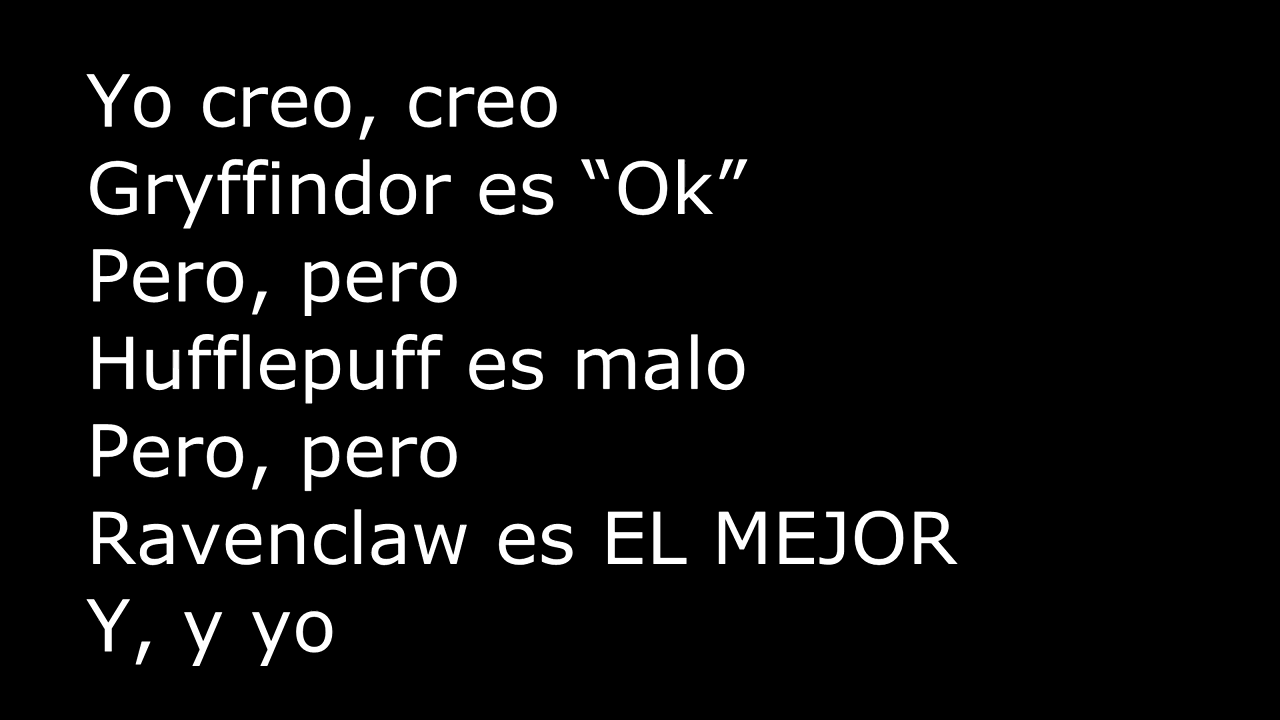 Yo creo, creo
Gryffindor es “Ok”
Pero, pero
Hufflepuff es malo
Pero, pero
Ravenclaw es EL MEJOR
Y, y yo